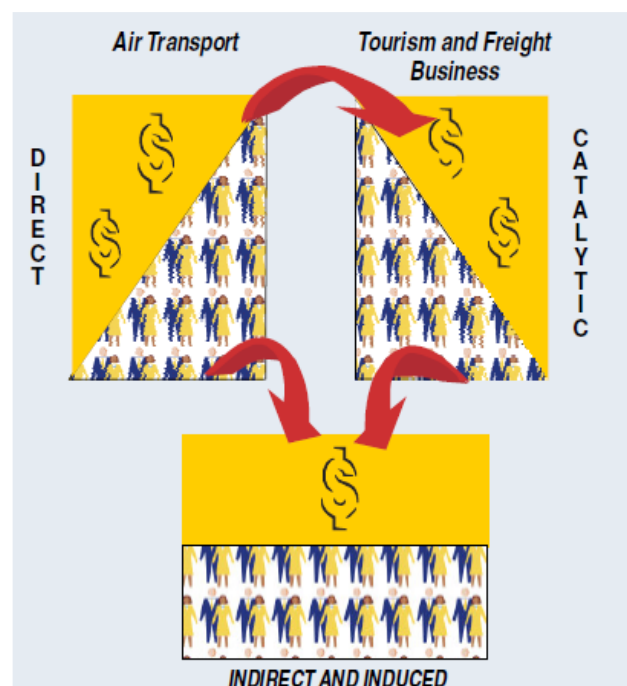 Air Transport
Tourism and Freight
Business
DIRECT
CATALYTIC
$
$
$
$
$
INDIRECT AND INDUCED